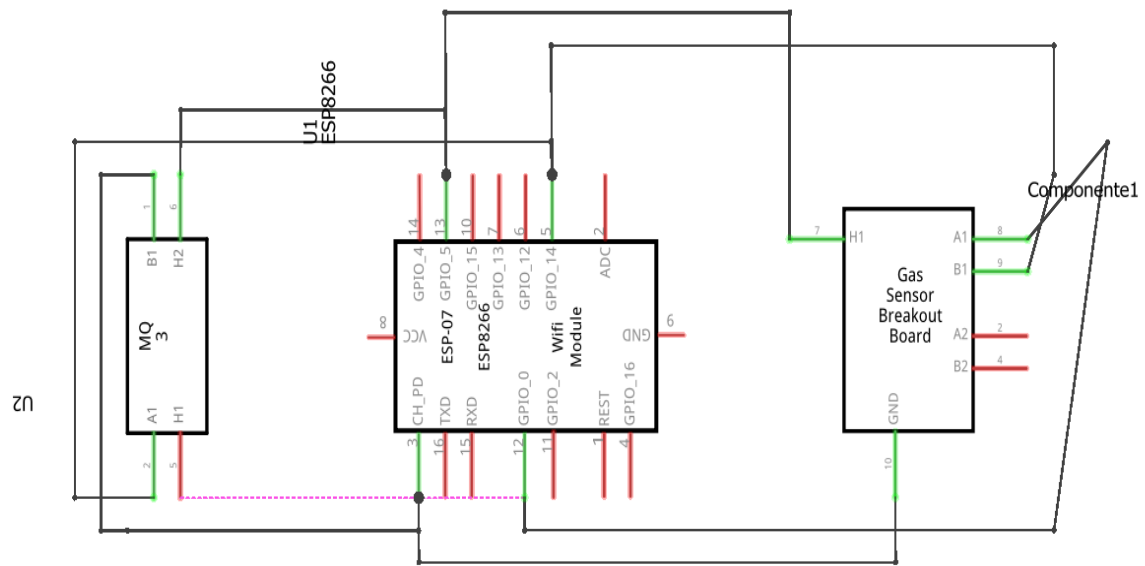 U1
ESP8266
Componente1
1
6
B1
H2
MQ
3
A1
H1
2
5
U2
14
13
10
7
6
5
2
GPIO_4
GPIO_5
GPIO_15
GPIO_13
GPIO_12
GPIO_14
ADC
8
VCC
ESP-07
ESP8266
Wifi
Module
GND
9
CH_PD
TXD
RXD
GPIO_0
GPIO_2
REST
GPIO_16
3
16
15
12
11
1
4
7
H1
A1
8
B1
9
Gas
Sensor
Breakout
Board
A2
2
B2
4
GND
10